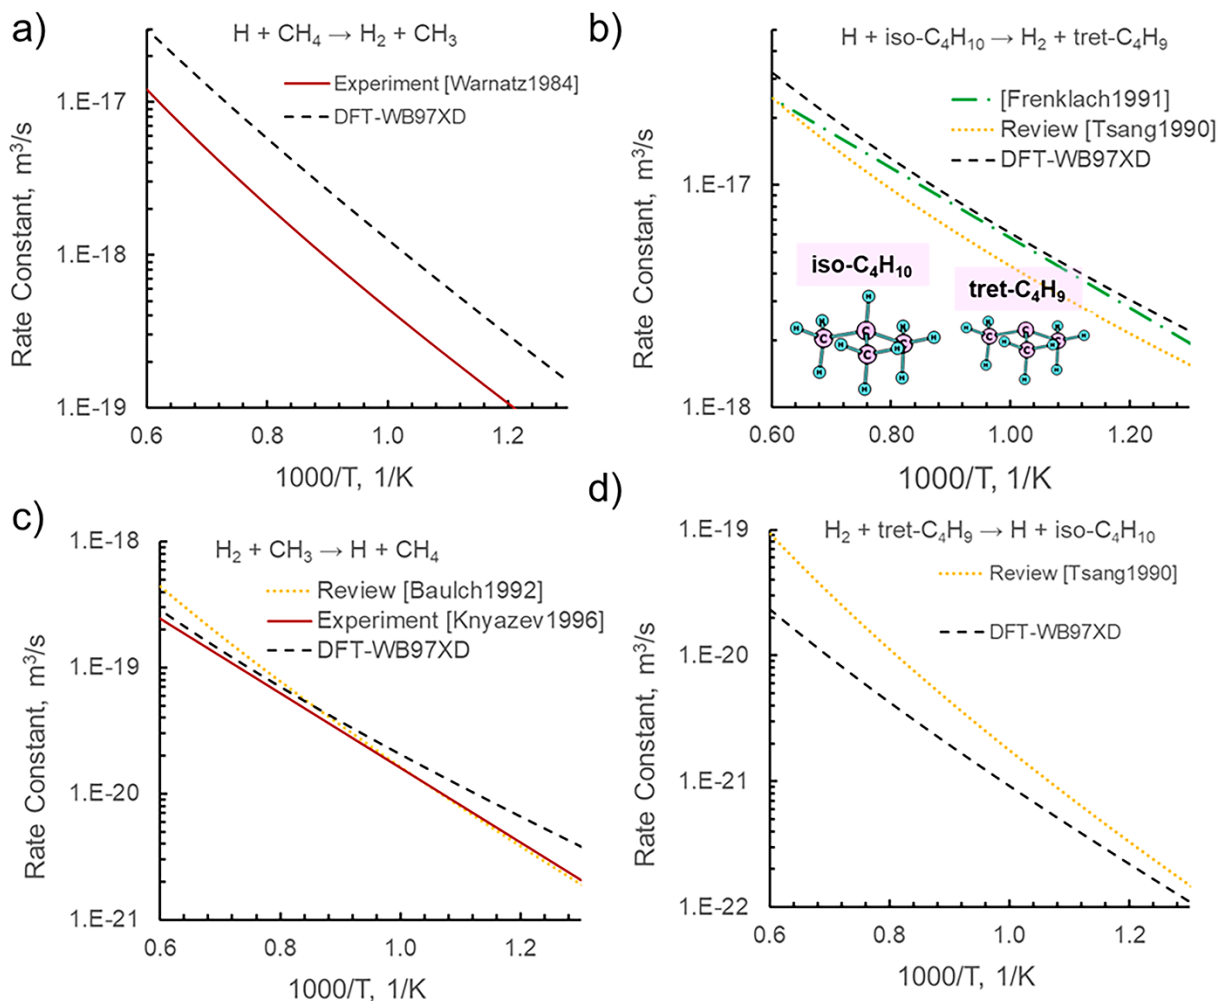 a)
H + CH₄ → H₂ + CH₃
Experiment [Warnatz1984]
DFT-WB97XD
Rate Constant, m³/s
1.E-17
1.E-18
1.E-19
0.6 0.8 1.0 1.2
1000/T, 1/K
b)
H + iso-C₄H₁₀ → H₂ + tret-C₄H₉
[Frenklach1991]
Review [Tsang1990]
DFT-WB97XD
Rate Constant, m³/s
1.E-17
1.E-18
iso-C₄H₁₀
tret-C₄H₉
H
H H H H
C C C C
H H
H H H
H H H H
C C C C
H H
H H H
0.60 0.80 1.00 1.20
1000/T, 1/K
c)
H₂ + CH₃ → H + CH₄
Review [Baulch1992]
Experiment [Knyazev1996]
DFT-WB97XD
Rate Constant, m³/s
1.E-18
1.E-19
1.E-20
1.E-21
0.6 0.8 1.0 1.2
1000/T, 1/K
d)
H₂ + tret-C₄H₉ → H + iso-C₄H₁₀
Review [Tsang1990]
DFT-WB97XD
Rate Constant, m³/s
1.E-19
1.E-20
1.E-21
1.E-22
0.6 0.8 1.0 1.2
1000/T, 1/K